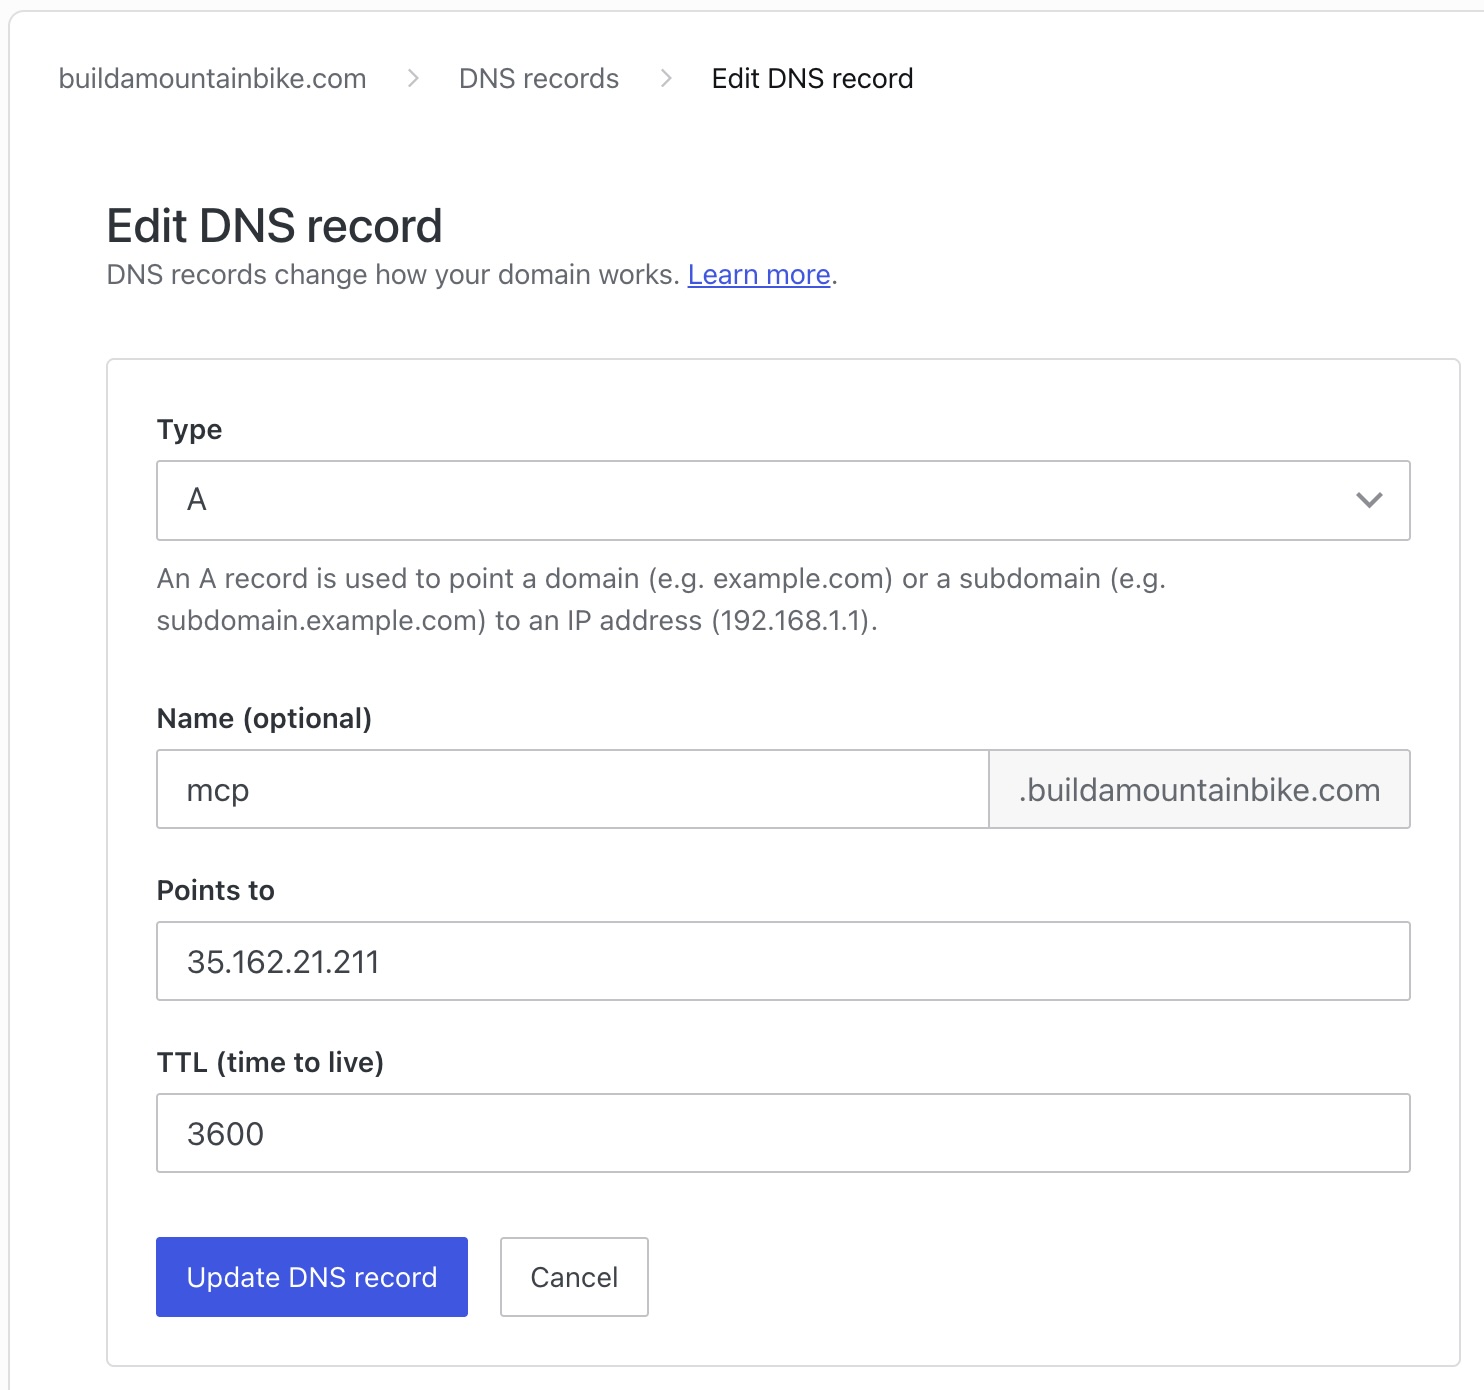 buildamountainbike.com > DNS records > Edit DNS record
Edit DNS record
DNS records change how your domain works. Learn more.
Type
A
An A record is used to point a domain (e.g. example.com) or a subdomain (e.g.
subdomain.example.com) to an IP address (192.168.1.1).
Name (optional)
mcp .buildamountainbike.com
Points to
35.162.21.211
TTL (time to live)
3600
Update DNS record Cancel